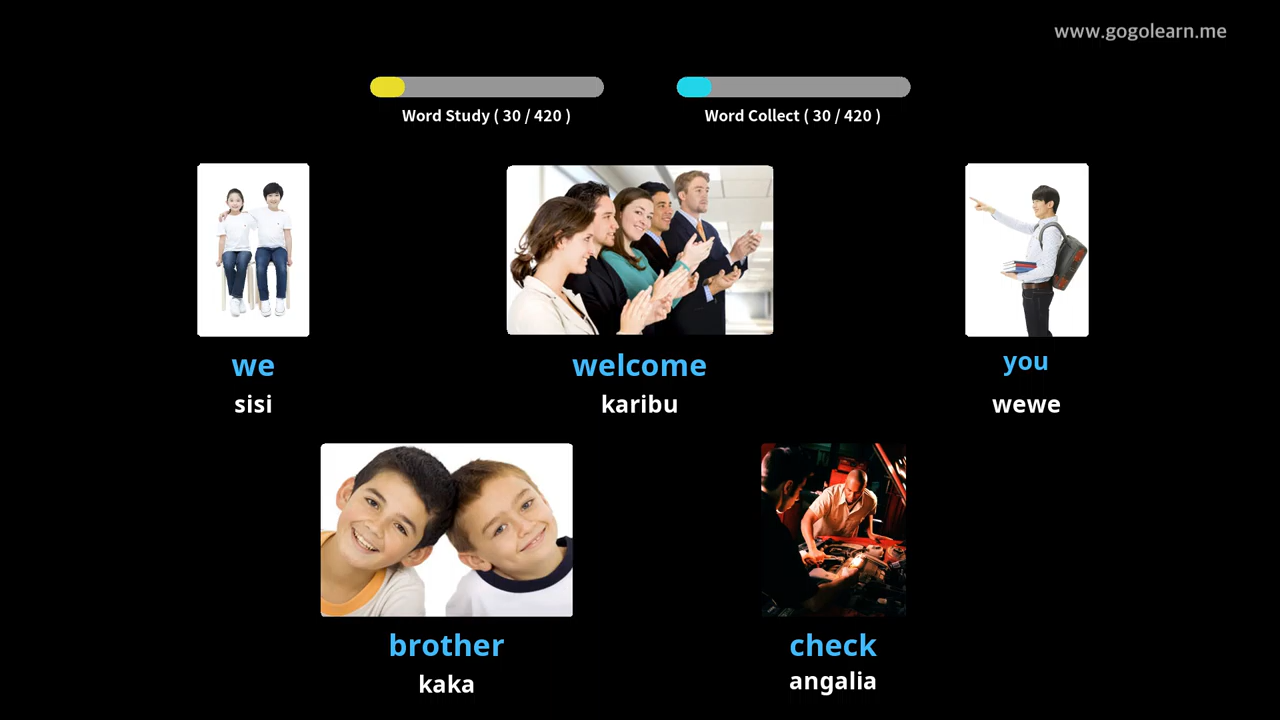 www.gogolearn.me
Word Study ( 30 / 420 )
Word Collect ( 30 / 420 )
we
sisi
welcome
karibu
you
wewe
brother
kaka
check
angalia